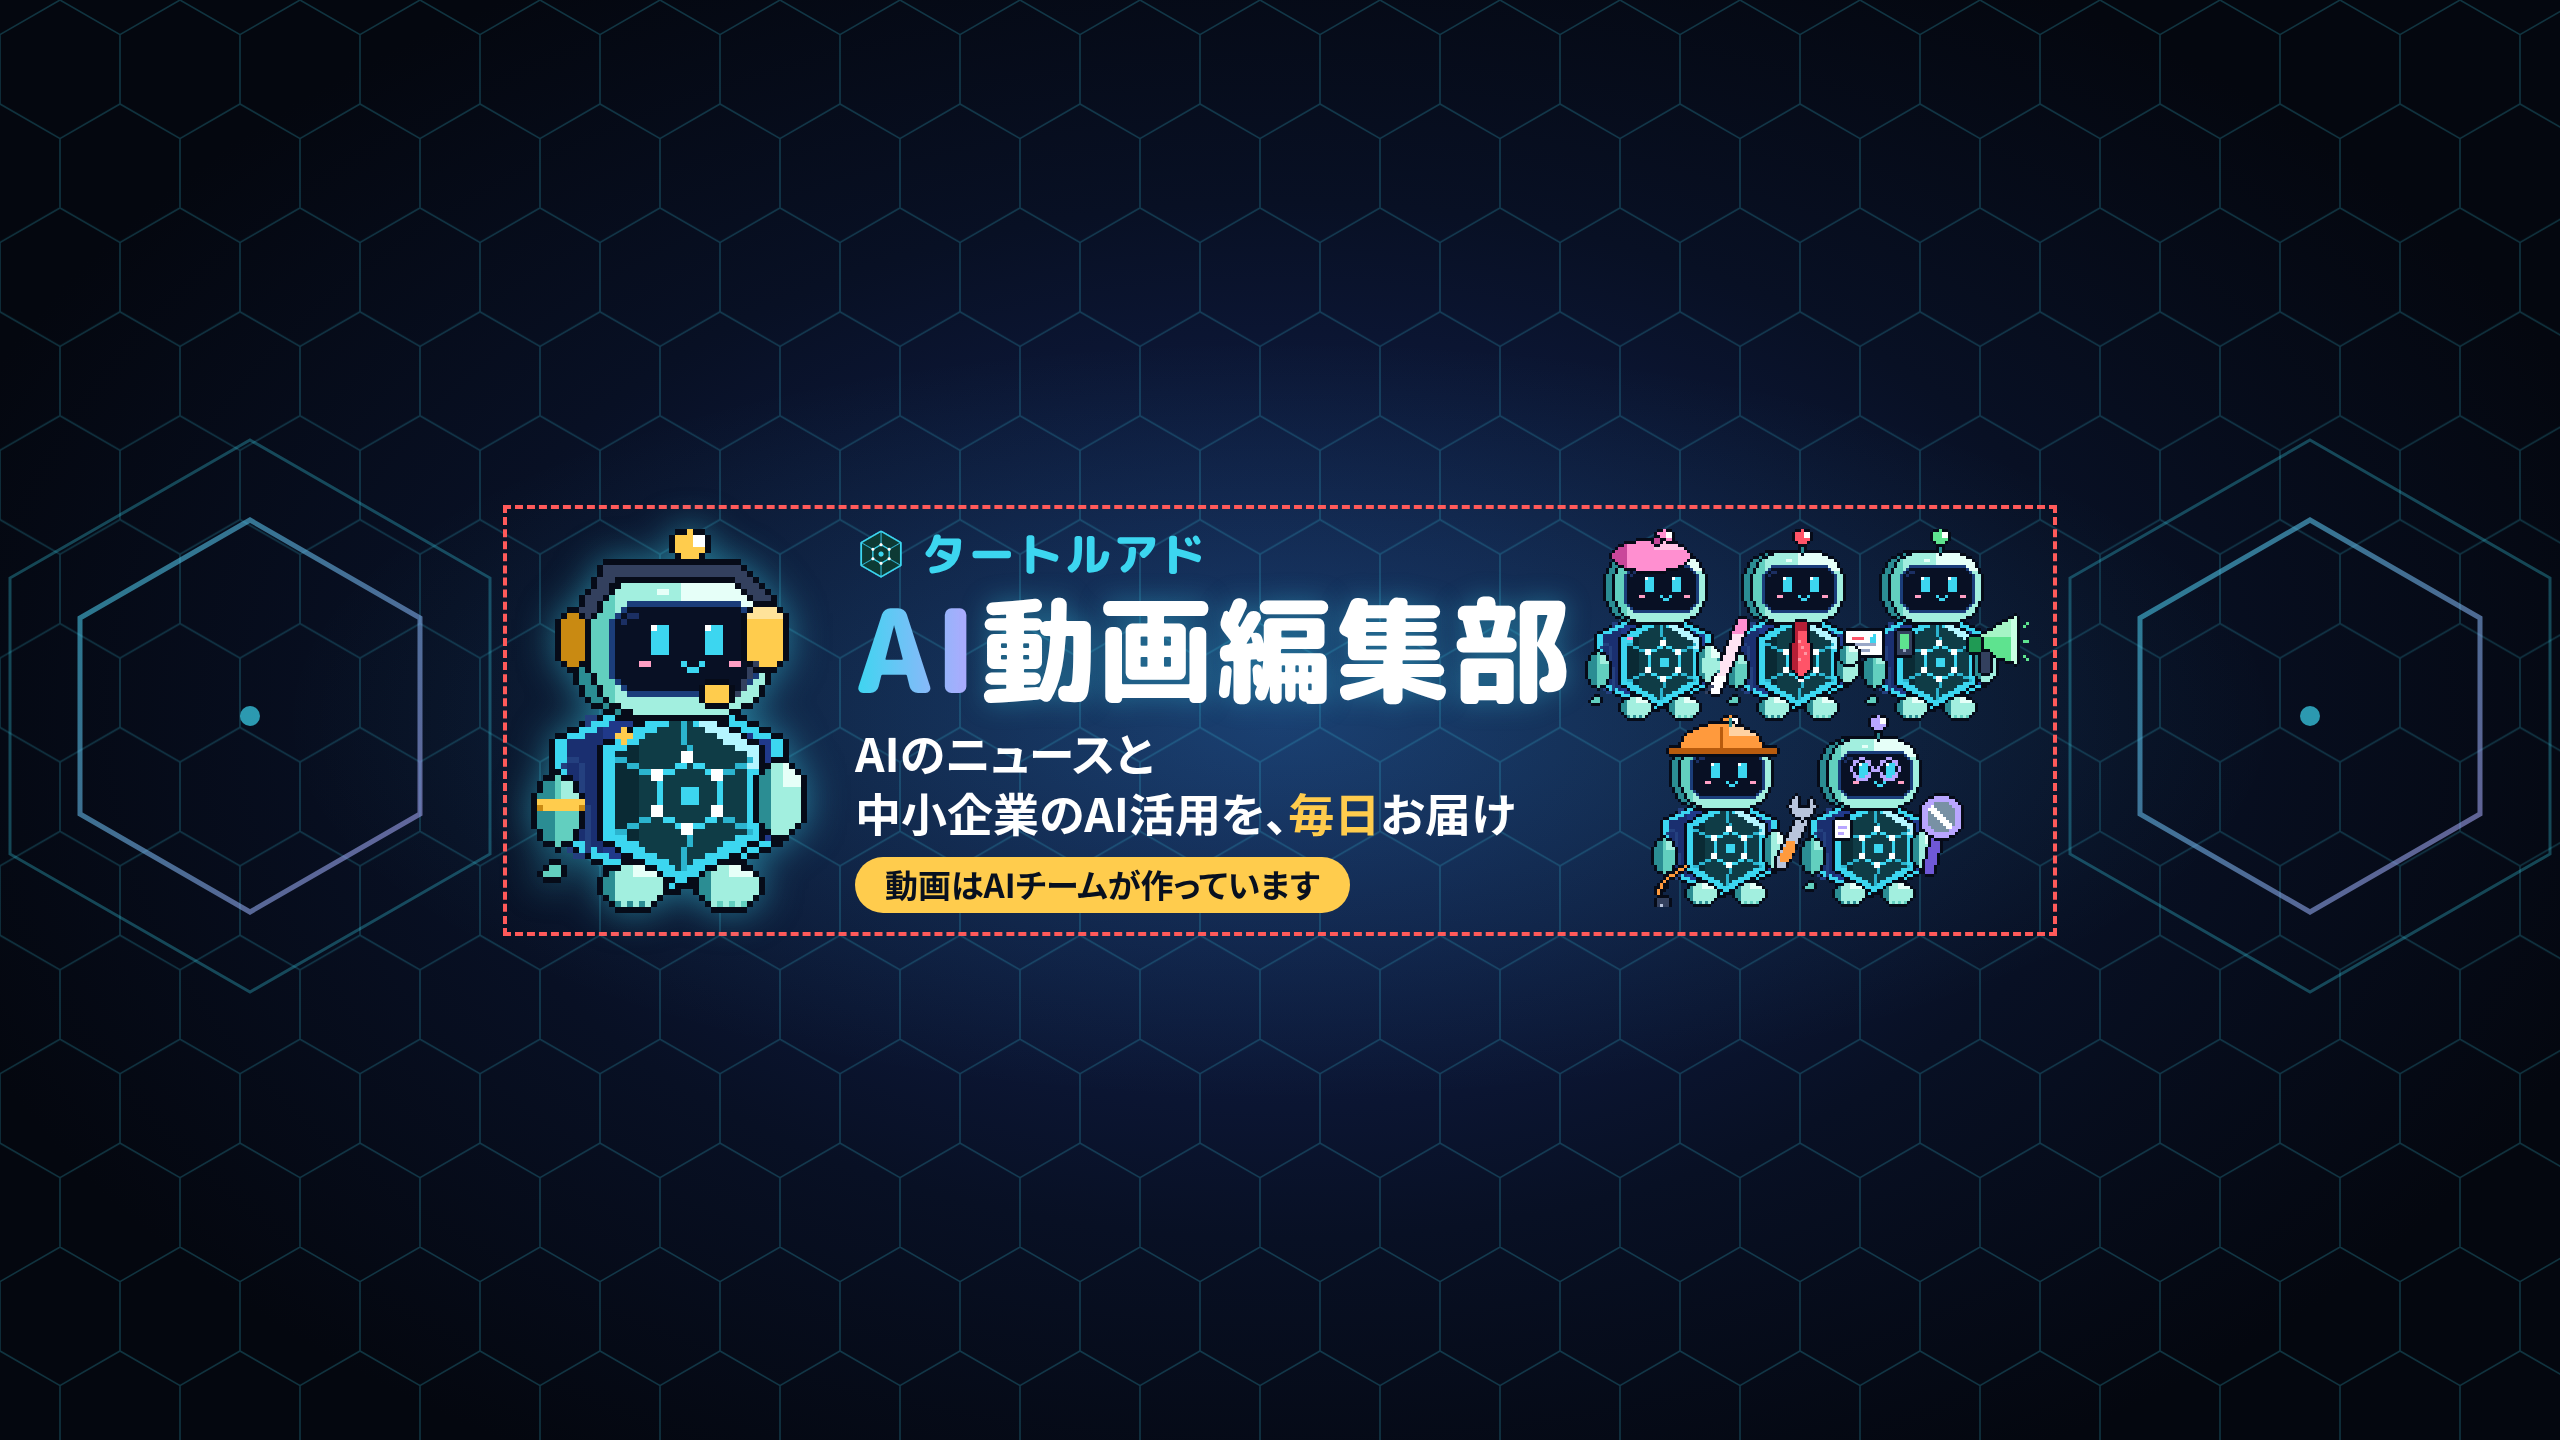 タートルアド
AI動画編集部
AIのニュースと
中小企業のAI活用を、毎日お届け
動画はAIチームが作っています